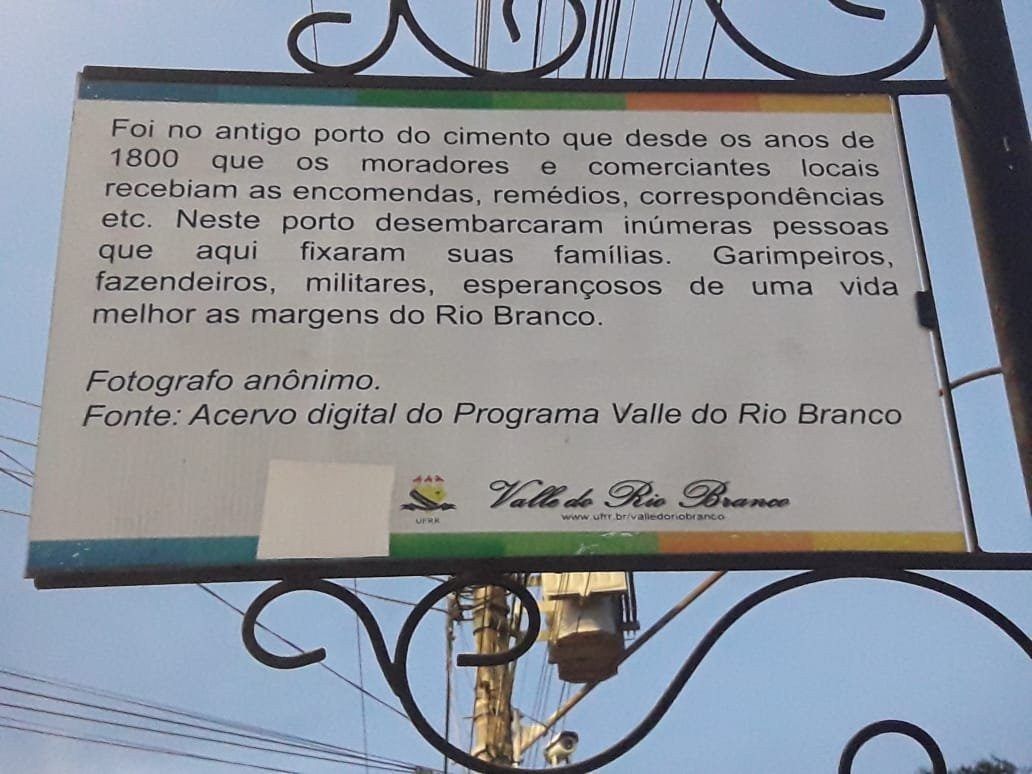 Foi no antigo porto do cimento que desde os anos de
1800 que os moradores e comerciantes locais
recebiam as encomendas, remédios, correspondências
etc. Neste porto desembarcaram inúmeras pessoas
que aqui fixaram suas famílias. Garimpeiros,
fazendeiros, militares, esperançosos de uma vida
melhor as margens do Rio Branco.
Fotografo anônimo.
Fonte: Acervo digital do Programa Valle do Rio Branco
UFRR
Valle do Rio Branco
www.ufrr.br/valledoriobranco